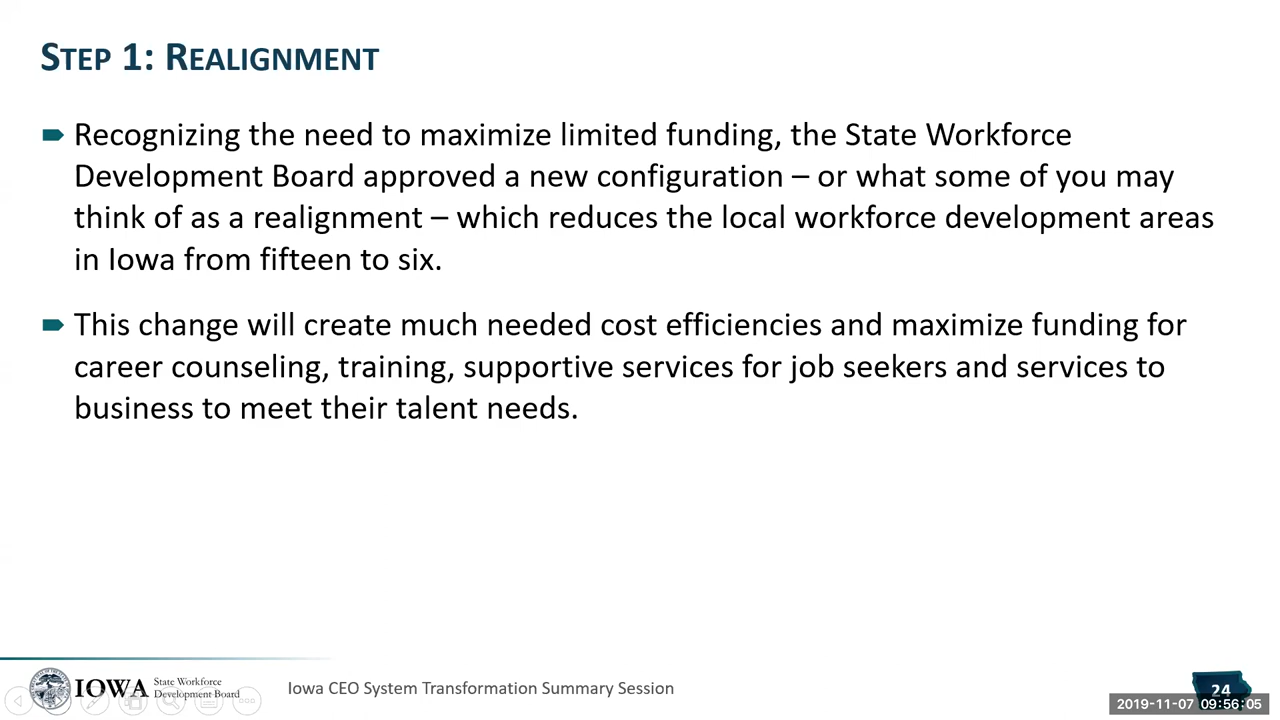 STEP 1: REALIGNMENT
Recognizing the need to maximize limited funding, the State Workforce
Development Board approved a new configuration – or what some of you may
think of as a realignment – which reduces the local workforce development areas
in Iowa from fifteen to six.
This change will create much needed cost efficiencies and maximize funding for
career counseling, training, supportive services for job seekers and services to
business to meet their talent needs.
IOWA State Workforce
Development Board
Iowa CEO System Transformation Summary Session
24
2019-11-07 09:56:05